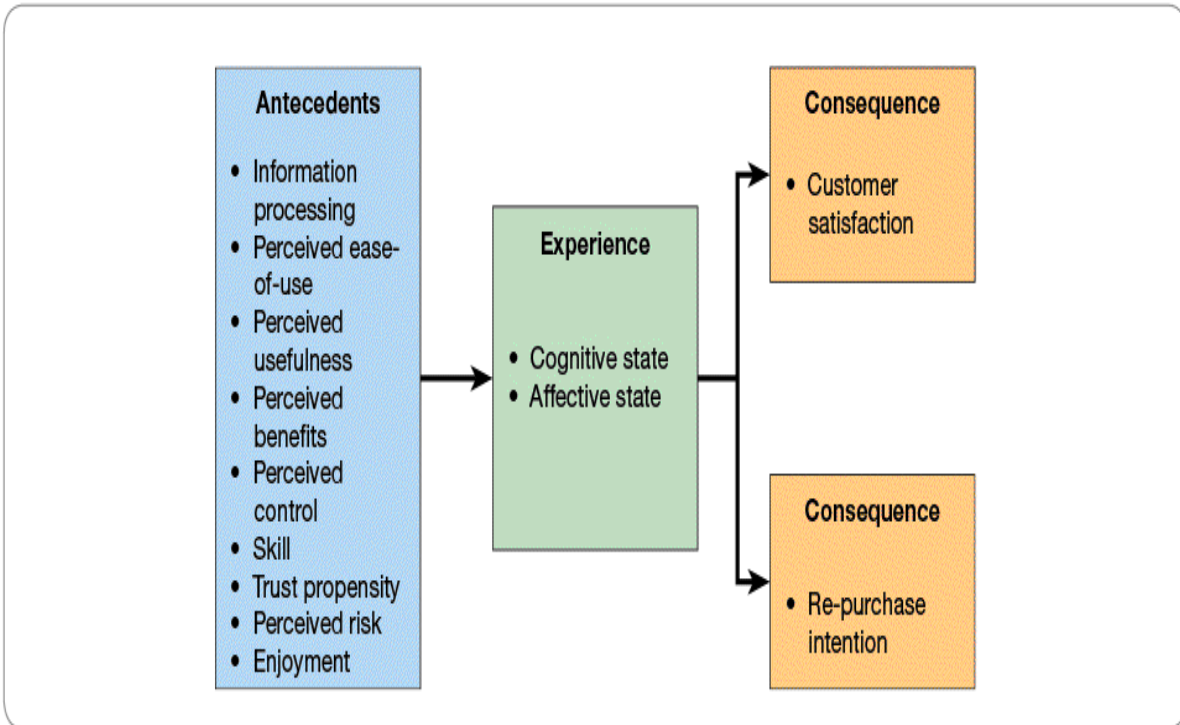 Antecedents
• Information
processing
• Perceived ease-
of-use
• Perceived
usefulness
• Perceived
benefits
• Perceived
control
• Skill
• Trust propensity
• Perceived risk
• Enjoyment
Experience
• Cognitive state
• Affective state
Consequence
• Customer
satisfaction
Consequence
• Re-purchase
intention